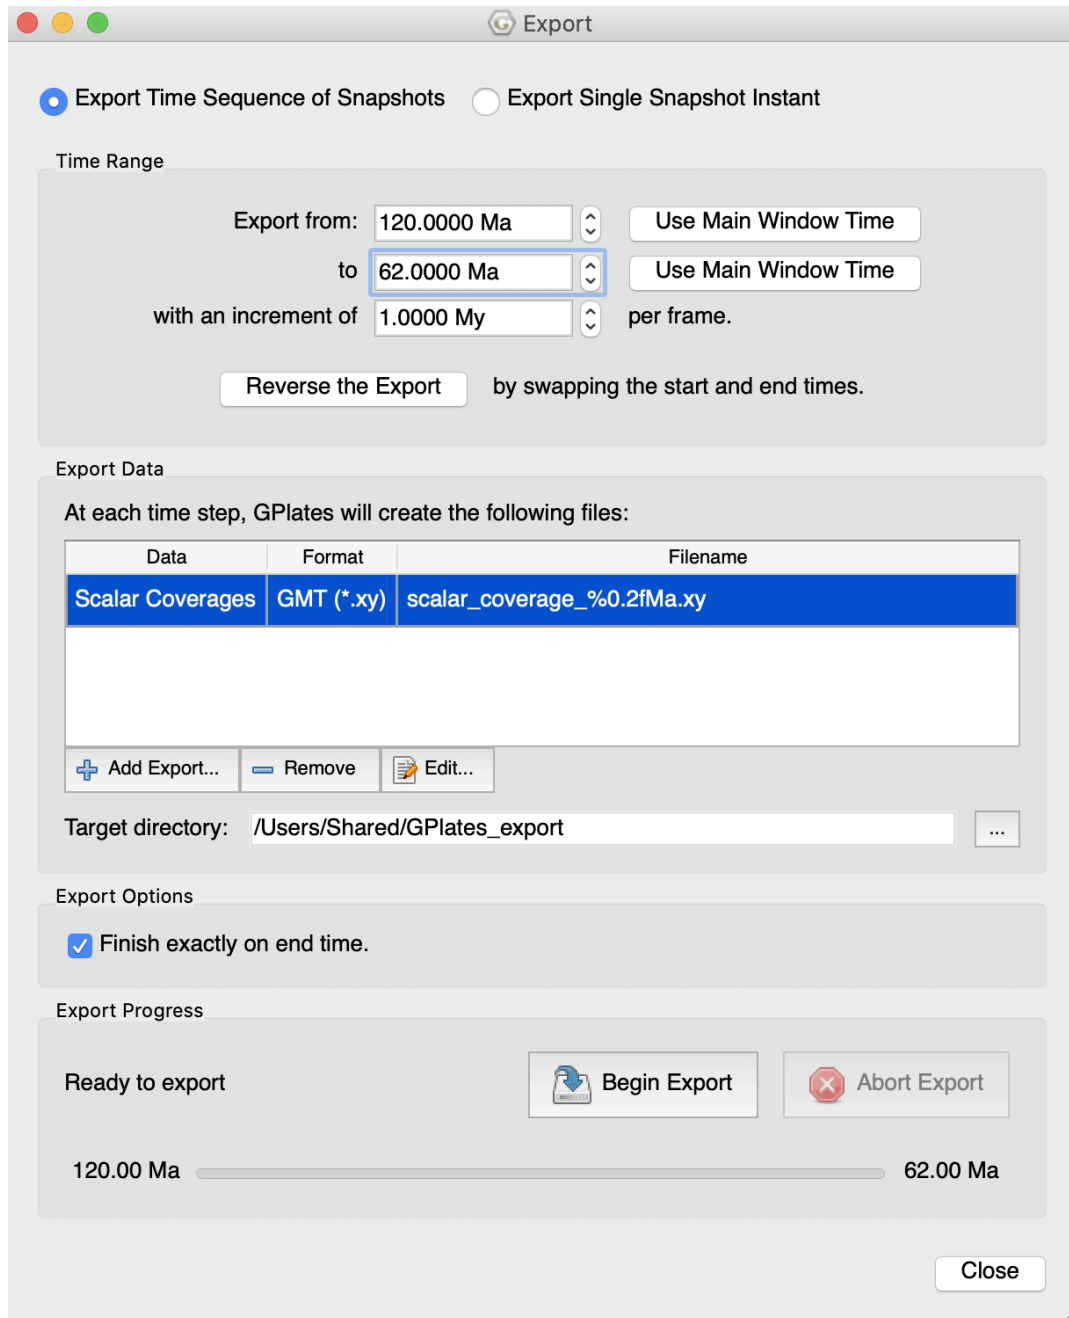 Export
Export Time Sequence of Snapshots Export Single Snapshot Instant
Time Range
Export from: 120.0000 Ma Use Main Window Time
to 62.0000 Ma Use Main Window Time
with an increment of 1.0000 My per frame.
Reverse the Export by swapping the start and end times.
Export Data
At each time step, GPlates will create the following files:
Data Format Filename
Scalar Coverages GMT (*.xy) scalar_coverage_%0.2fMa.xy
Add Export... Remove Edit...
Target directory: /Users/Shared/GPlates_export ...
Export Options
Finish exactly on end time.
Export Progress
Ready to export Begin Export Abort Export
120.00 Ma 62.00 Ma
Close